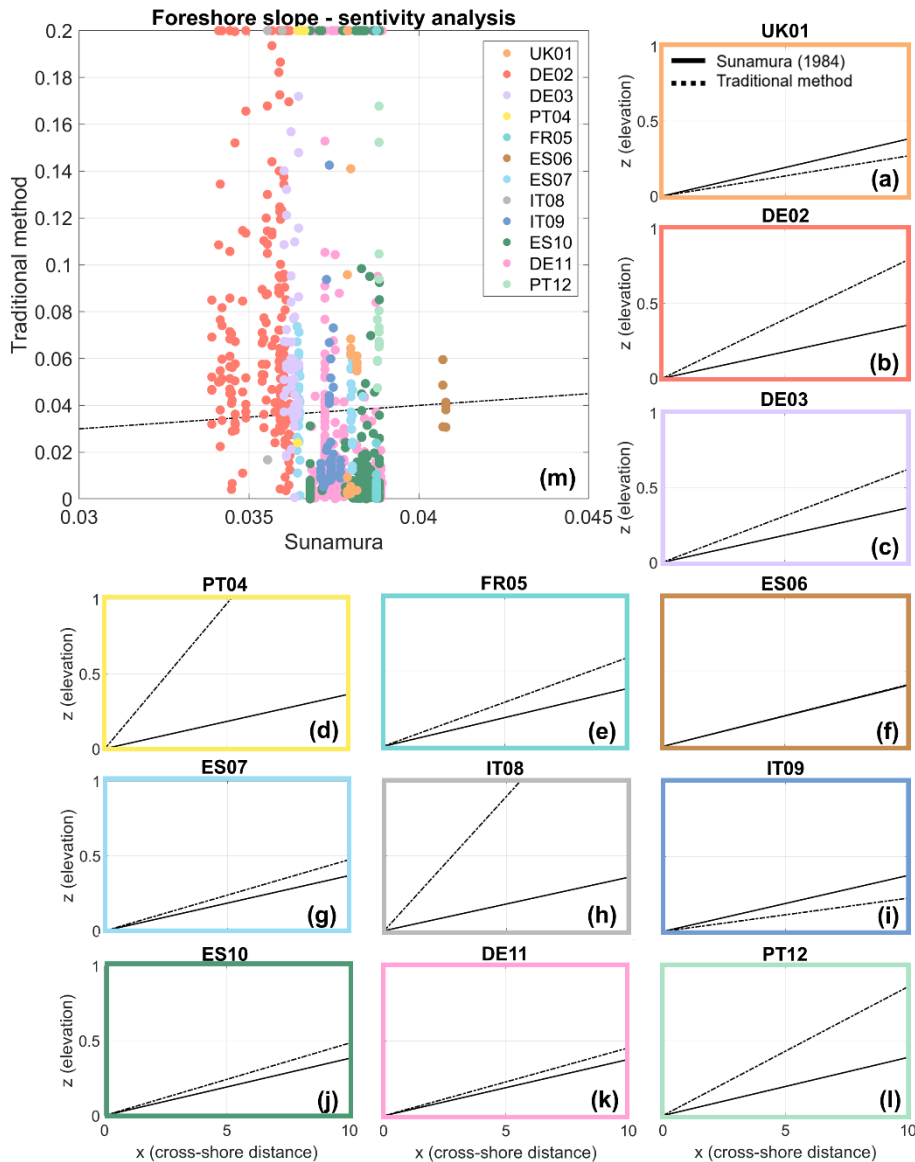 Foreshore slope - sentivity analysis
0.2
0.18
0.16
0.14
0.12
0.1
0.08
0.06
0.04
0.02
0
Traditional method
0.03
0.035
0.04
0.045
Sunamura
UK01
DE02
DE03
PT04
FR05
ES06
ES07
IT08
IT09
ES10
DE11
PT12
(m)
UK01
1
0.5
0
z (elevation)
Sunamura (1984)
Traditional method
(a)
DE02
1
0.5
0
z (elevation)
(b)
DE03
1
0.5
0
z (elevation)
(c)
PT04
1
0.5
0
z (elevation)
(d)
FR05
(e)
ES06
(f)
ES07
1
0.5
0
z (elevation)
(g)
IT08
(h)
IT09
(i)
ES10
1
0.5
0
z (elevation)
(j)
0
5
10
x (cross-shore distance)
DE11
(k)
0
5
10
x (cross-shore distance)
PT12
(l)
0
5
10
x (cross-shore distance)